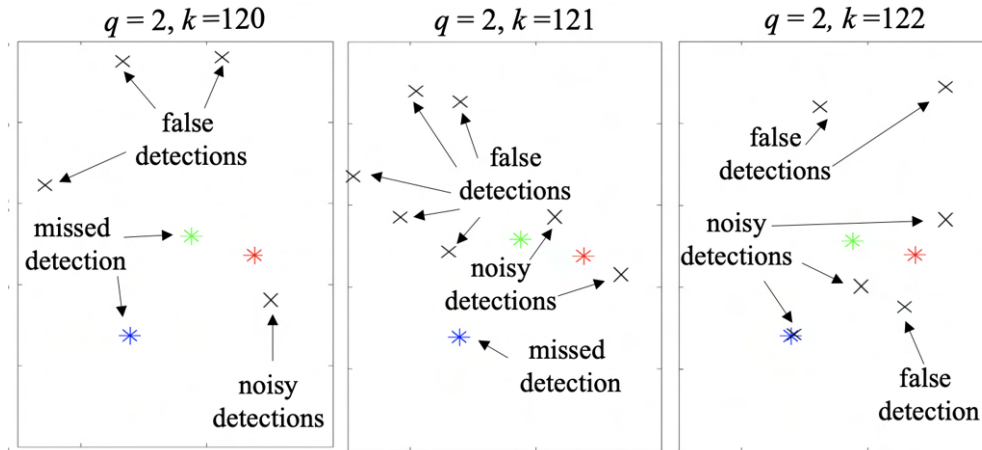 q = 2, k =120
false
detections
missed
detection
noisy
detections
q = 2, k =121
false
detections
noisy
detections
missed
detection
q = 2, k =122
false
detections
noisy
detections
false
detection